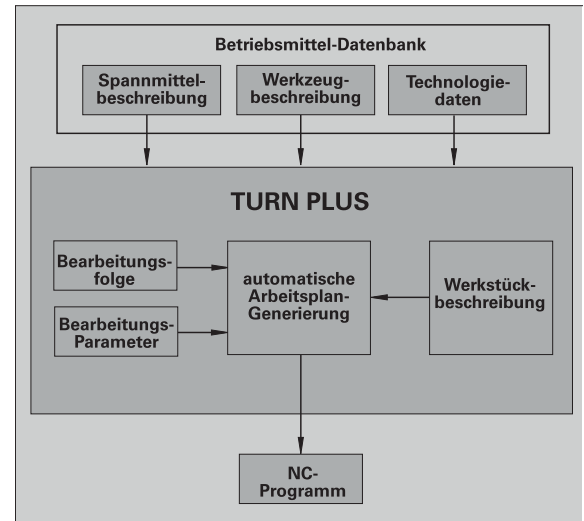 Betriebsmittel-Datenbank
Spannmittel-
beschreibung
Werkzeug-
beschreibung
Technologie-
daten
TURN PLUS
Bearbeitungs-
folge
Bearbeitungs-
Parameter
automatische
Arbeitsplan-
Generierung
Werkstück-
beschreibung
NC-
Programm